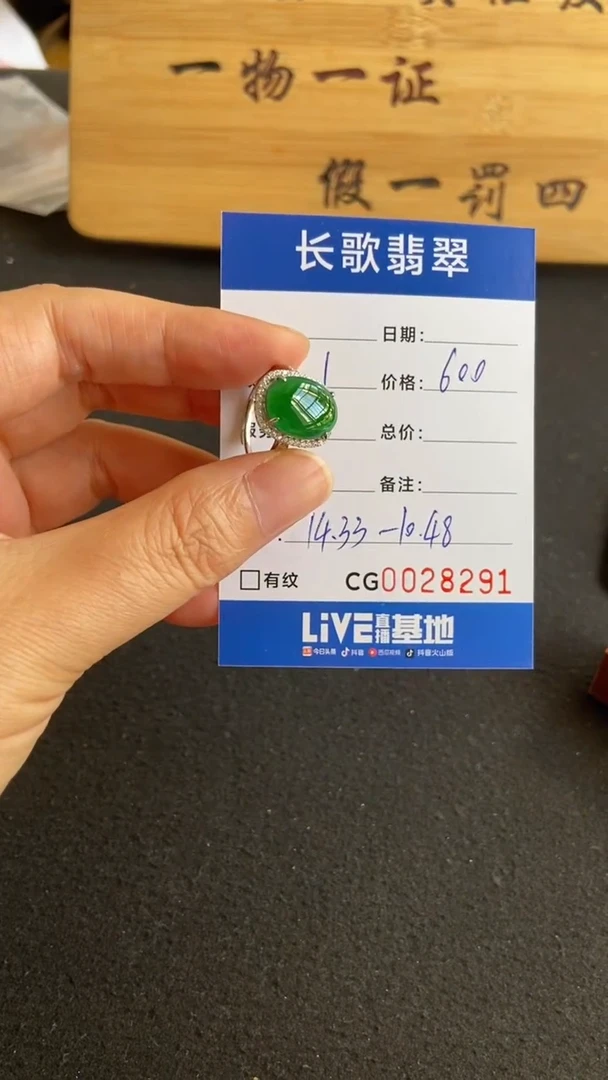 一物一证
假一罚四
长歌翡翠
日期:
1 价格: 600
总价:
备注:
14.33-10.48
有纹 CG0028291
LiVE直播基地
今日头条 抖音 西瓜视频 抖音火山版